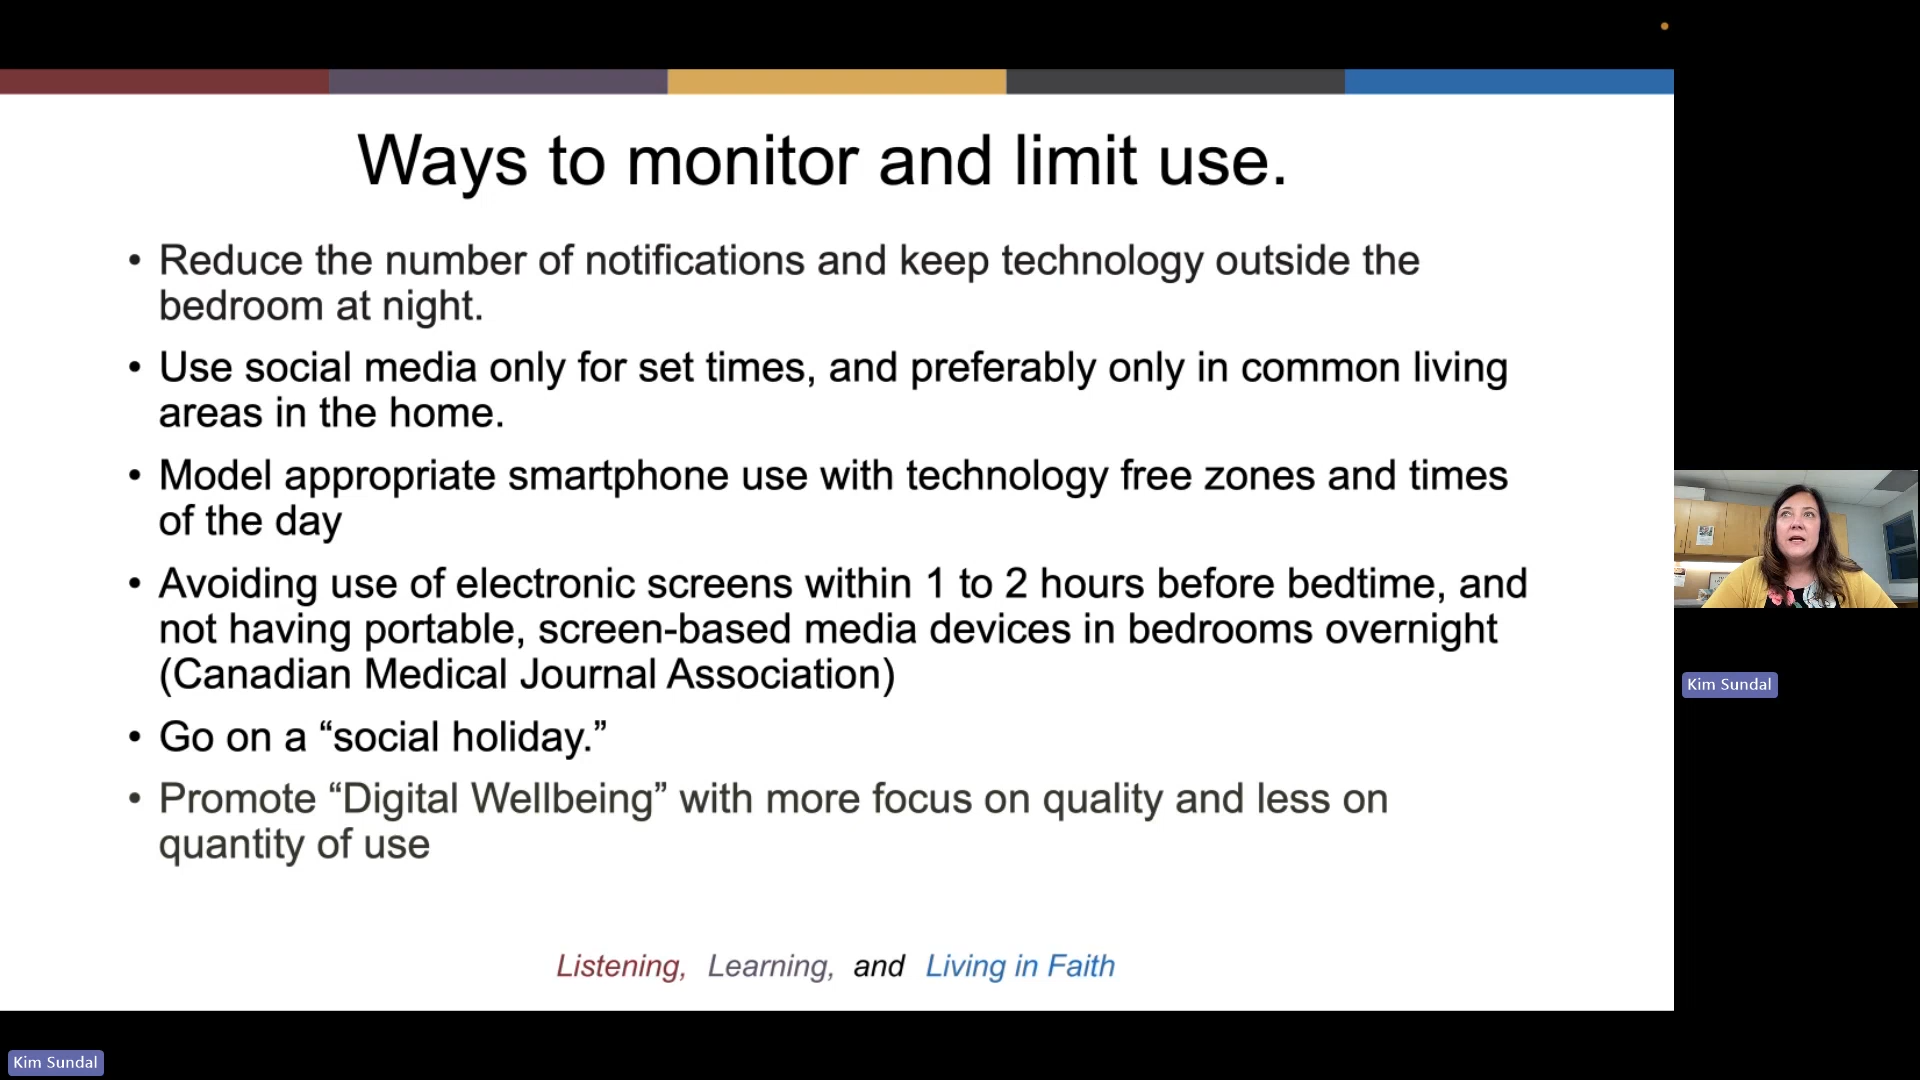 Ways to monitor and limit use.
• Reduce the number of notifications and keep technology outside the
bedroom at night.
• Use social media only for set times, and preferably only in common living
areas in the home.
• Model appropriate smartphone use with technology free zones and times
of the day
• Avoiding use of electronic screens within 1 to 2 hours before bedtime, and
not having portable, screen-based media devices in bedrooms overnight
(Canadian Medical Journal Association)
• Go on a “social holiday.”
• Promote “Digital Wellbeing” with more focus on quality and less on
quantity of use
Listening, Learning, and Living in Faith
Kim Sundal
Kim Sundal